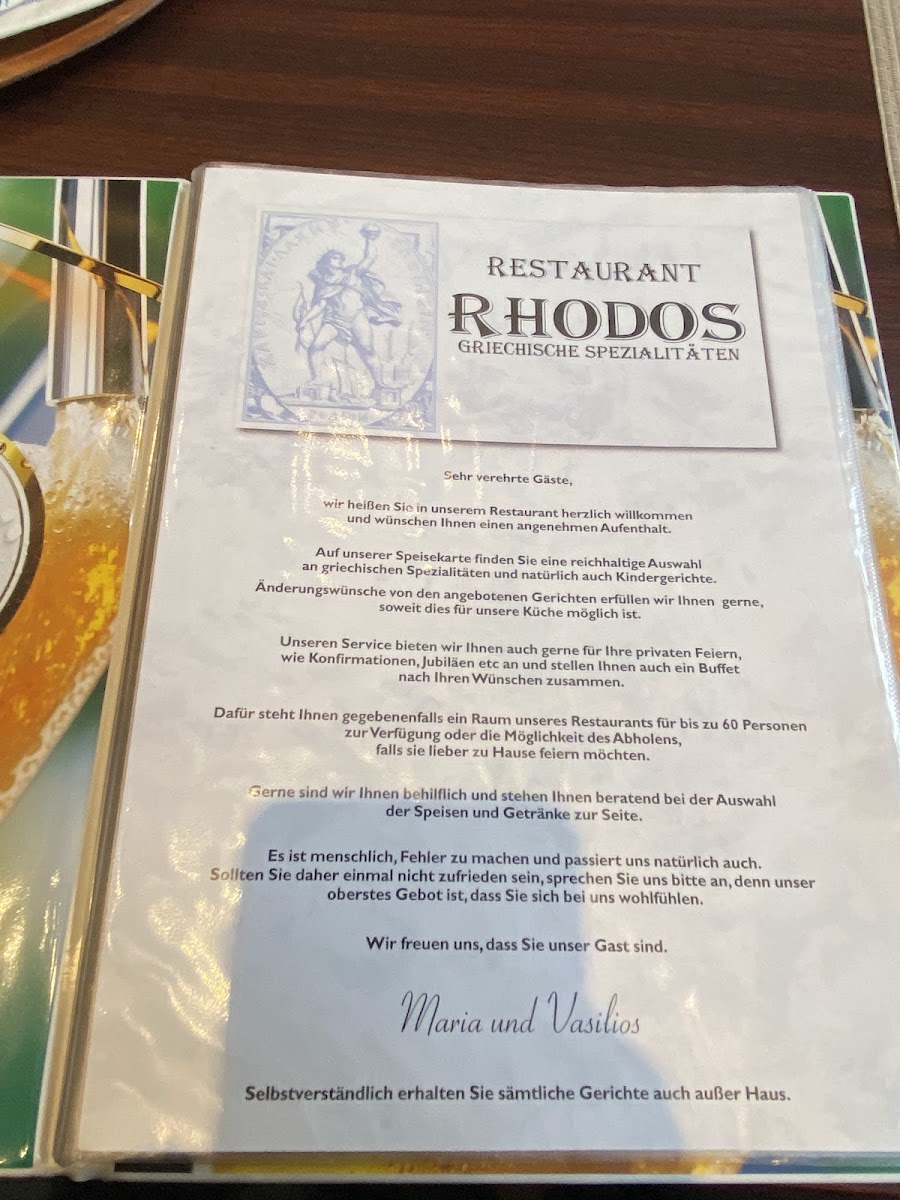 RESTAURANT
RHODOS
GRIECHISCHE SPEZIALITÄTEN
Sehr verehrte Gäste,
wir heißen Sie in unserem Restaurant herzlich willkommen
und wünschen Ihnen einen angenehmen Aufenthalt.
Auf unserer Speisekarte finden Sie eine reichhaltige Auswahl
an griechischen Spezialitäten und natürlich auch Kindergerichte.
Änderungswünsche von den angebotenen Gerichten erfüllen wir Ihnen gerne,
soweit dies für unsere Küche möglich ist.
Unseren Service bieten wir Ihnen auch gerne für Ihre privaten Feiern,
wie Konfirmationen, Jubiläen etc an und stellen Ihnen auch ein Buffet
nach Ihren Wünschen zusammen.
Dafür steht Ihnen gegebenenfalls ein Raum unseres Restaurants für bis zu 60 Personen
zur Verfügung oder die Möglichkeit des Abholens,
falls sie lieber zu Hause feiern möchten.
Gerne sind wir Ihnen behilflich und stehen Ihnen beratend bei der Auswahl
der Speisen und Getränke zur Seite.
Es ist menschlich, Fehler zu machen und passiert uns natürlich auch.
Sollten Sie daher einmal nicht zufrieden sein, sprechen Sie uns bitte an, denn unser
oberstes Gebot ist, dass Sie sich bei uns wohlfühlen.
Wir freuen uns, dass Sie unser Gast sind.
Maria und Vasilios
Selbstverständlich erhalten Sie sämtliche Gerichte auch außer Haus.